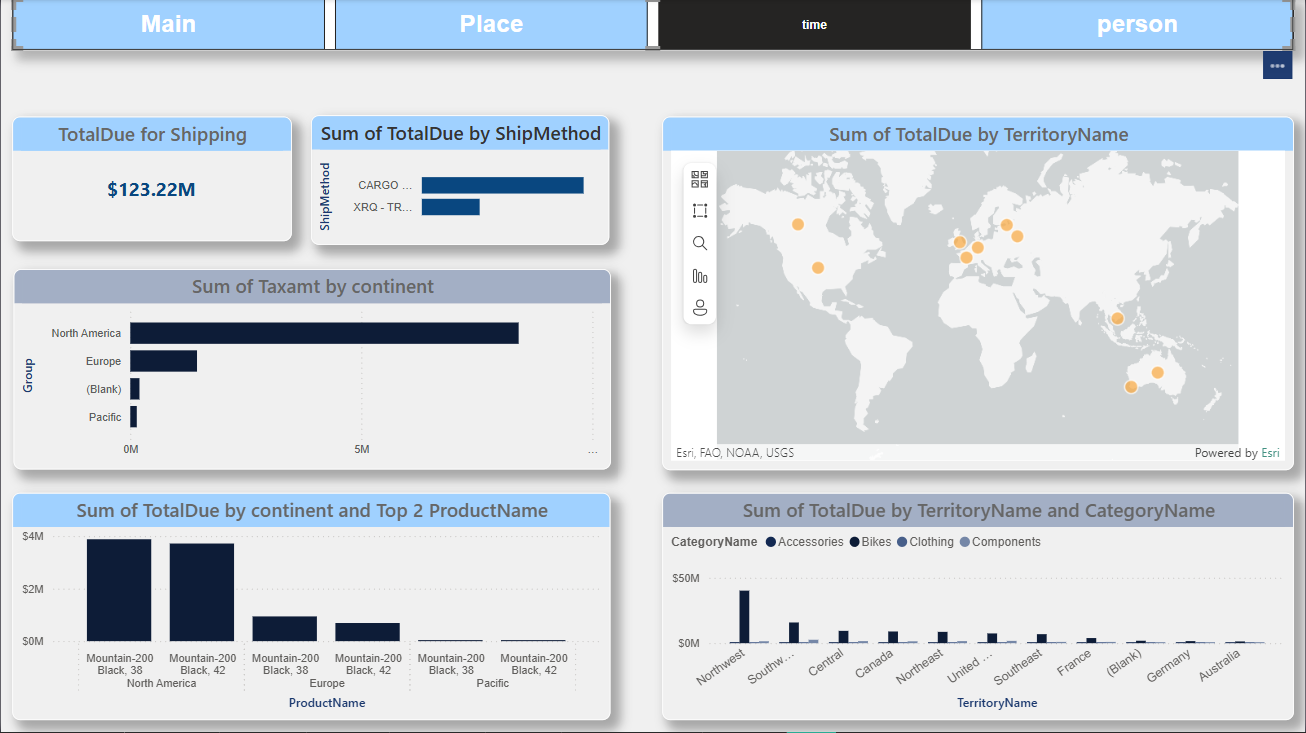 Main
Place
time
person
TotalDue for Shipping
$123.22M
Sum of TotalDue by ShipMethod
ShipMethod
CARGO ...
XRQ - TR...
Sum of TotalDue by TerritoryName
Esri, FAO, NOAA, USGS
Powered by Esri
Sum of Taxamt by continent
Group
North America
Europe
(Blank)
Pacific
0M
5M
...
Sum of TotalDue by continent and Top 2 ProductName
$4M
$2M
$0M
Mountain-200
Black, 38
Mountain-200
Black, 42
Mountain-200
Black, 38
Mountain-200
Black, 42
Mountain-200
Black, 38
Mountain-200
Black, 42
North America
Europe
Pacific
ProductName
Sum of TotalDue by TerritoryName and CategoryName
CategoryName Accessories Bikes Clothing Components
$50M
$0M
Northwest
Southw...
Central
Canada
Northeast
United ...
Southeast
France
(Blank)
Germany
Australia
TerritoryName